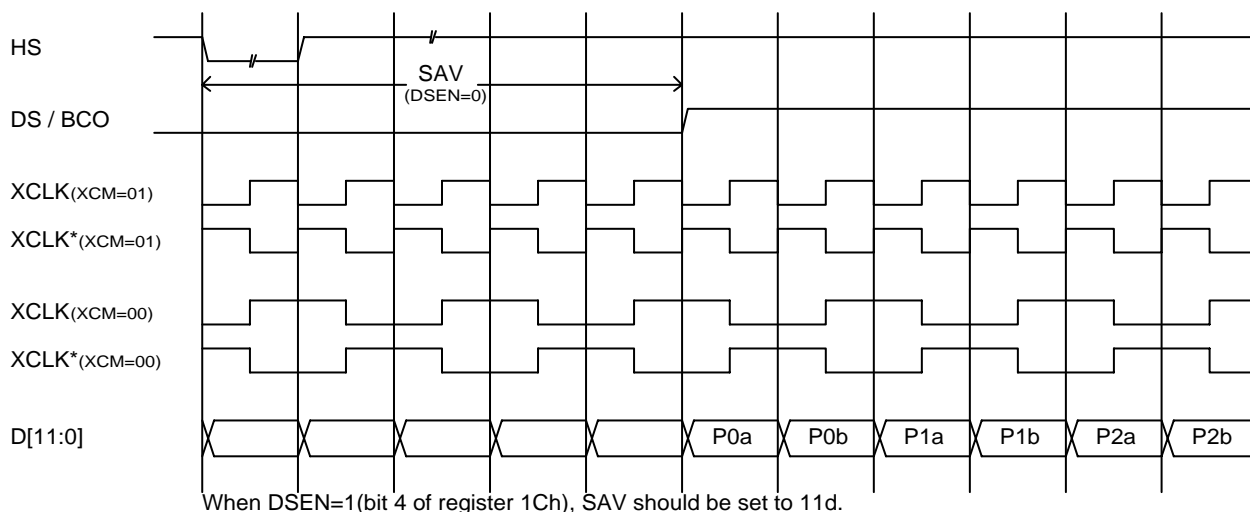 HS
SAV
(DSEN=0)
DS / BCO
XCLK(XCM=01)
XCLK*(XCM=01)
XCLK(XCM=00)
XCLK*(XCM=00)
D[11:0]
P0a
P0b
P1a
P1b
P2a
P2b
When DSEN=1(bit 4 of register 1Ch), SAV should be set to 11d.